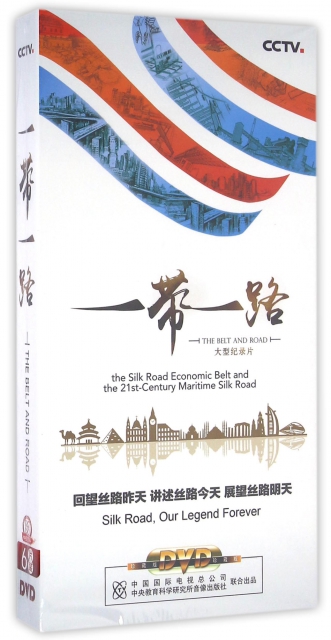 CCTV.
一带一路
THE BELT AND ROAD
大型纪录片
the Silk Road Economic Belt and
the 21st-Century Maritime Silk Road
回望丝路昨天 讲述丝路今天 展望丝路明天
Silk Road, Our Legend Forever
DVD
中国国际电视总公司
中央教育科学研究所音像出版社
联合出品
CCTV.
一带一路
THE BELT AND ROAD
6
DVD